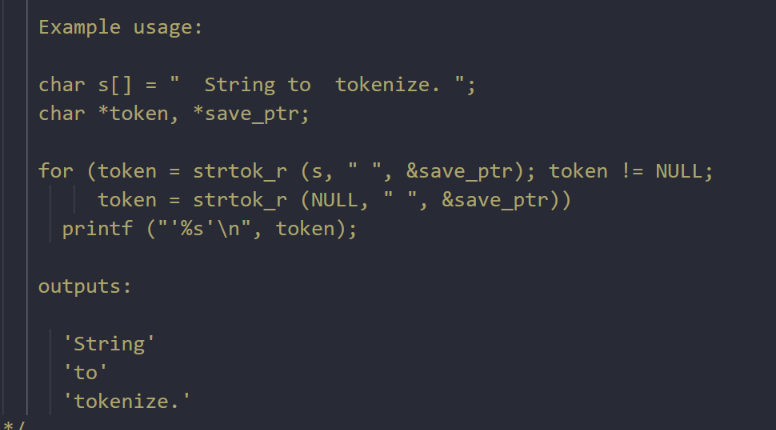 Example usage:
char s[] = "  String to  tokenize. ";
char *token, *save_ptr;
for (token = strtok_r (s, " ", &save_ptr); token != NULL;
     token = strtok_r (NULL, " ", &save_ptr))
  printf ("'%s'\n", token);
outputs:
  'String'
  'to'
  'tokenize.'
*/